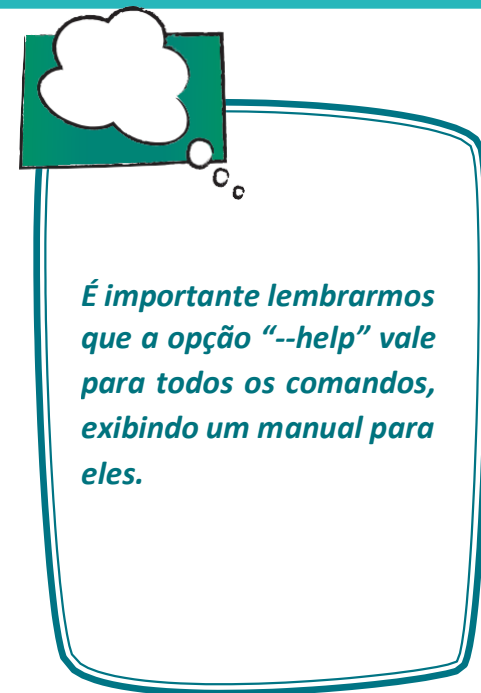 É importante lembrarmos
que a opção “--help” vale
para todos os comandos,
exibindo um manual para
eles.